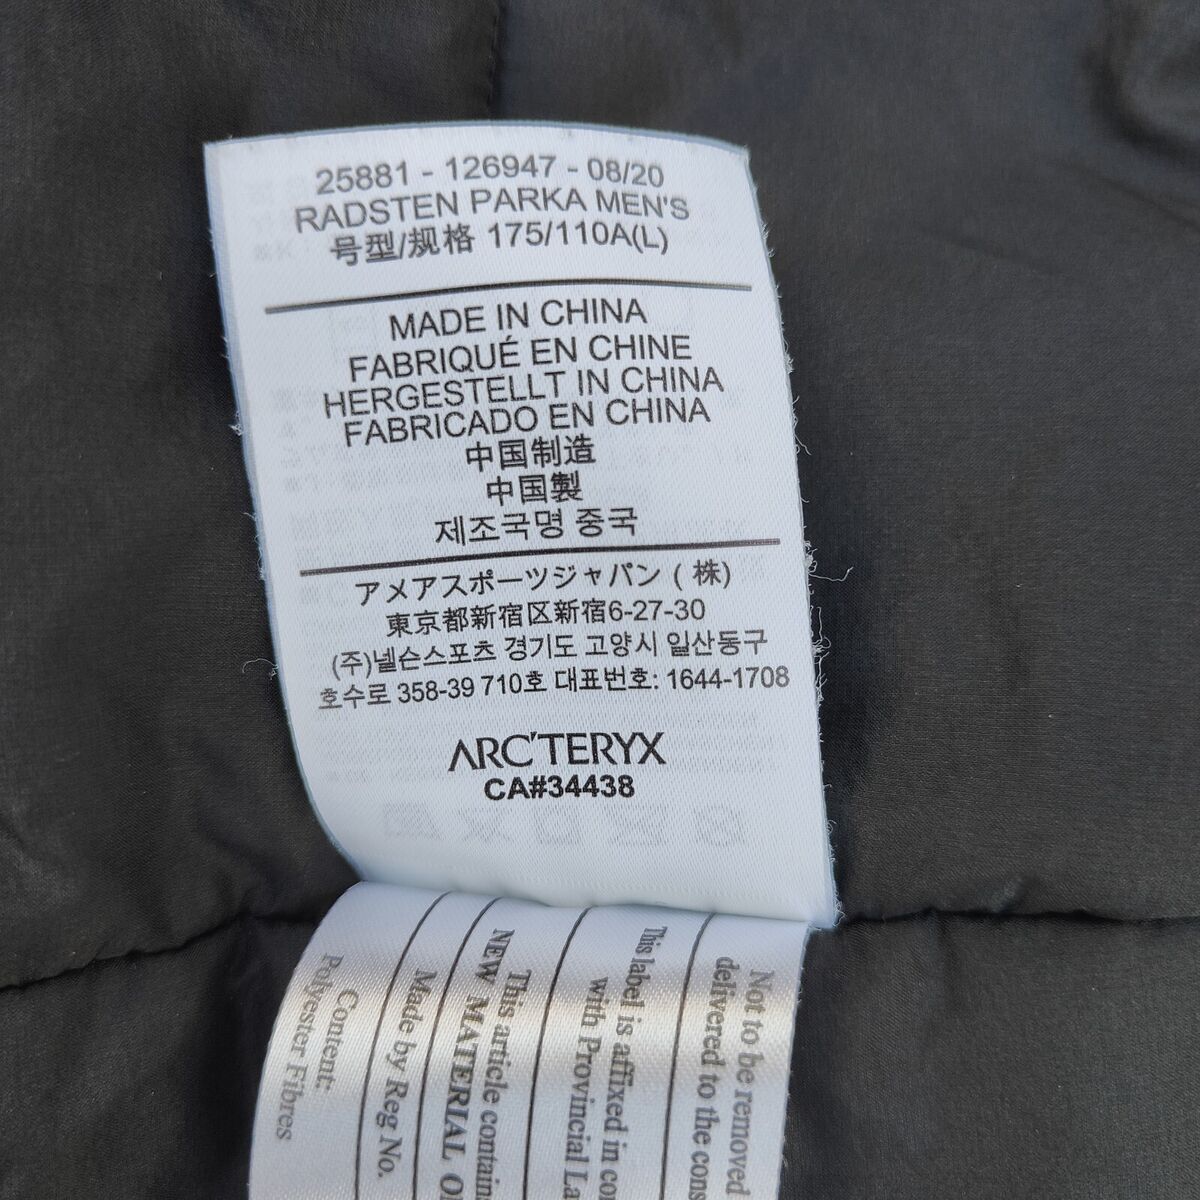 25881 - 126947 - 08/20
RADSTEN PARKA MEN'S
号型/规格 175/110A(L)
MADE IN CHINA
FABRIQUÉ EN CHINE
HERGESTELLT IN CHINA
FABRICADO EN CHINA
中国制造
中国製
제조국명 중국
アメアスポーツジャパン ( 株)
東京都新宿区新宿6-27-30
(주)넬슨스포츠 경기도 고양시 일산동구
호수로 358-39 710호 대표번호: 1644-1708
ARC'TERYX
CA#34438
Not to be removed
delivered to the cons
This label is affixed in co
with Provincial La
This article contains
NEW MATERIAL O
Made by Reg No.
Content:
Polyester Fibres